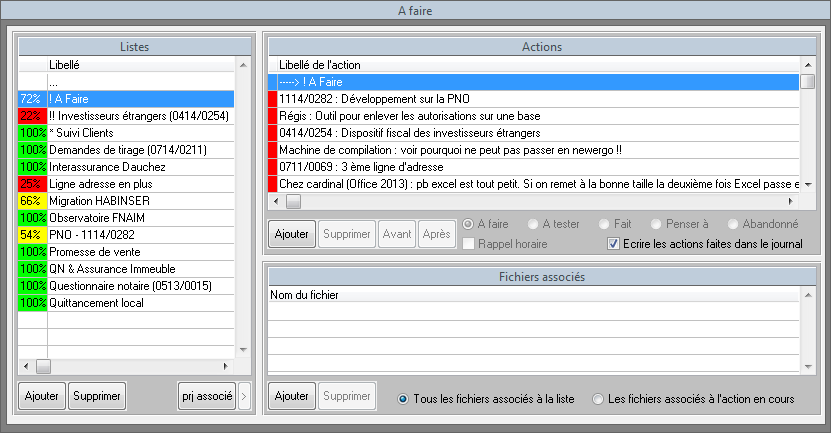 A faire
Listes
Libellé
...
72% ! A Faire
22% !! Investisseurs étrangers (0414/0254)
100% * Suivi Clients
100% Demandes de tirage (0714/0211)
100% Interassurance Dauchez
25% Ligne adresse en plus
66% Migration HABINSER
100% Observatoire FNAIM
54% PNO - 1114/0282
100% Promesse de vente
100% QN & Assurance Immeuble
100% Questionnaire notaire (0513/0015)
100% Quittancement local
Ajouter Supprimer prj associé >
Actions
Libellé de l'action
-----> ! A Faire
1114/0282 : Développement sur la PNO
Régis : Outil pour enlever les autorisations sur une base
0414/0254 : Dispositif fiscal des investisseurs étrangers
Machine de compilation : voir pourquoi ne peut pas passer en newergo !!
0711/0069 : 3 ème ligne d'adresse
Chez cardinal (Office 2013) : pb excel est tout petit. Si on remet à la bonne taille la deuxième fois Excel passe e
Ajouter Supprimer Avant Après
A faire A tester Fait Penser à Abandonné
Rappel horaire Ecrire les actions faites dans le journal
Fichiers associés
Nom du fichier
Ajouter Supprimer Tous les fichiers associés à la liste Les fichiers associés à l'action en cours